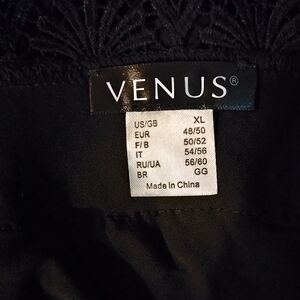 VENUS®
US/GB XL
EUR 48/50
F/B 50/52
IT 54/56
RU/UA 56/60
BR GG
Made in China